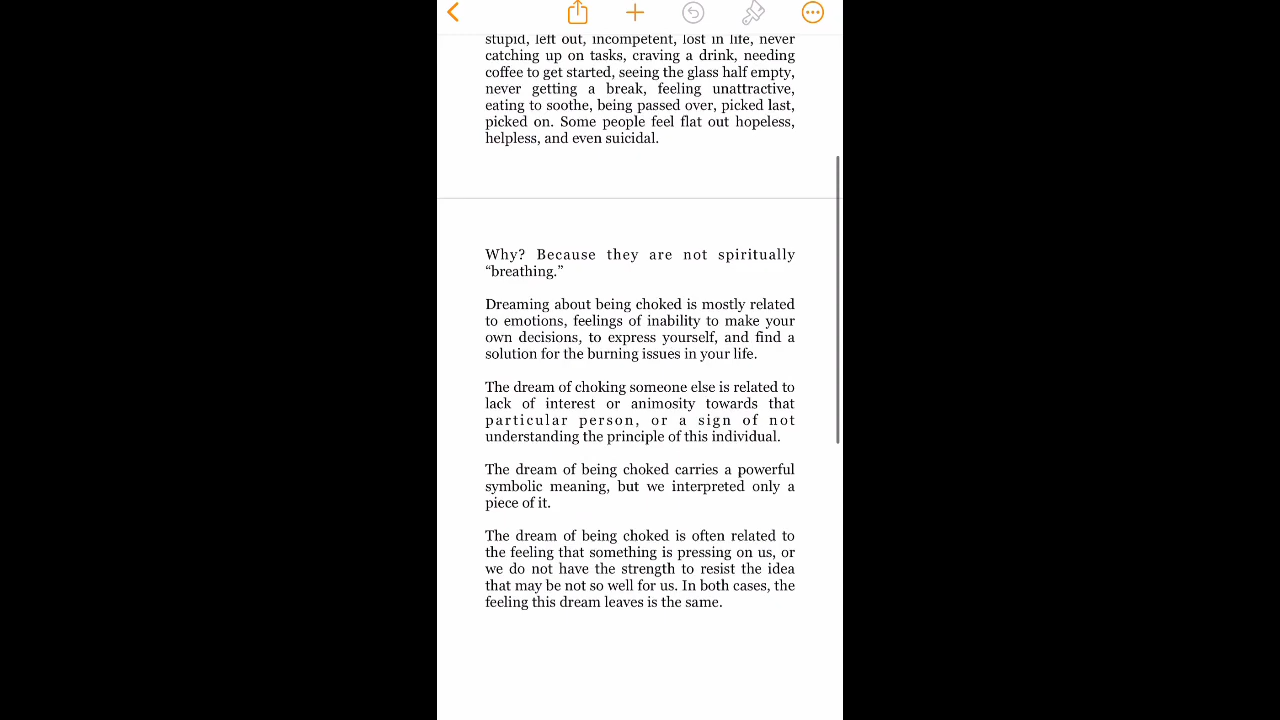 stupid, left out, incompetent, lost in life, never
catching up on tasks, craving a drink, needing
coffee to get started, seeing the glass half empty,
never getting a break, feeling unattractive,
eating to soothe, being passed over, picked last,
picked on. Some people feel flat out hopeless,
helpless, and even suicidal.
Why? Because they are not spiritually
“breathing.”
Dreaming about being choked is mostly related
to emotions, feelings of inability to make your
own decisions, to express yourself, and find a
solution for the burning issues in your life.
The dream of choking someone else is related to
lack of interest or animosity towards that
particular person, or a sign of not
understanding the principle of this individual.
The dream of being choked carries a powerful
symbolic meaning, but we interpreted only a
piece of it.
The dream of being choked is often related to
the feeling that something is pressing on us, or
we do not have the strength to resist the idea
that may be not so well for us. In both cases, the
feeling this dream leaves is the same.